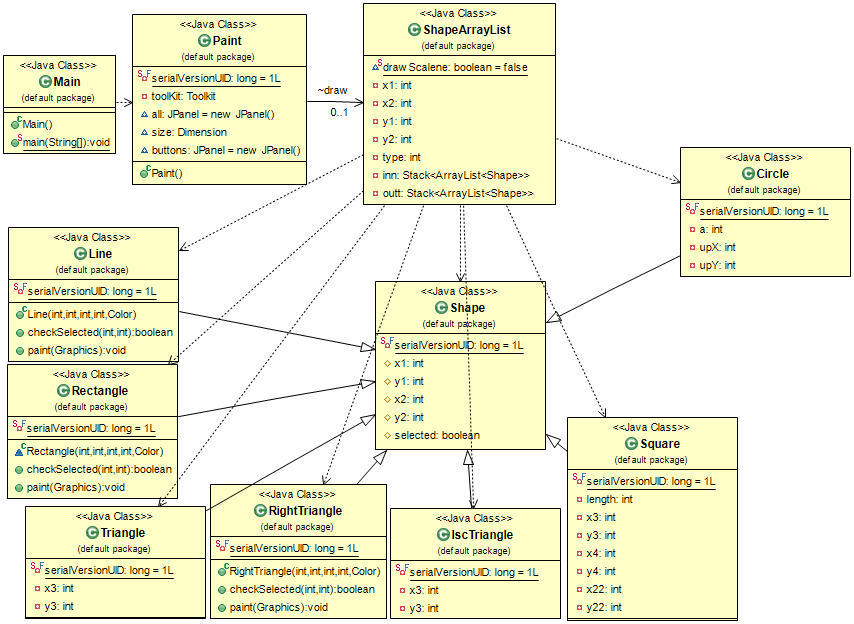 <<Java Class>>
Main
(default package)
Main()
main(String[]):void
<<Java Class>>
Paint
(default package)
serialVersionUID: long = 1L
toolKit: Toolkit
all: JPanel = new JPanel()
size: Dimension
buttons: JPanel = new JPanel()
Paint()
~draw
0..1
<<Java Class>>
ShapeArrayList
(default package)
draw Scalene: boolean = false
x1: int
x2: int
y1: int
y2: int
type: int
inn: Stack<ArrayList<Shape>>
outt: Stack<ArrayList<Shape>>
<<Java Class>>
Circle
(default package)
serialVersionUID: long = 1L
a: int
upX: int
upY: int
<<Java Class>>
Line
(default package)
serialVersionUID: long = 1L
Line(int,int,int,int,Color)
checkSelected(int,int):boolean
paint(Graphics):void
<<Java Class>>
Shape
(default package)
serialVersionUID: long = 1L
x1: int
y1: int
x2: int
y2: int
selected: boolean
<<Java Class>>
Rectangle
(default package)
serialVersionUID: long = 1L
Rectangle(int,int,int,int,Color)
checkSelected(int,int):boolean
paint(Graphics):void
<<Java Class>>
Square
(default package)
serialVersionUID: long = 1L
length: int
x3: int
y3: int
x4: int
y4: int
x22: int
y22: int
<<Java Class>>
Triangle
(default package)
serialVersionUID: long = 1L
x3: int
y3: int
<<Java Class>>
RightTriangle
(default package)
serialVersionUID: long = 1L
RightTriangle(int,int,int,int,Color)
checkSelected(int,int):boolean
paint(Graphics):void
<<Java Class>>
IscTriangle
(default package)
serialVersionUID: long = 1L
x3: int
y3: int